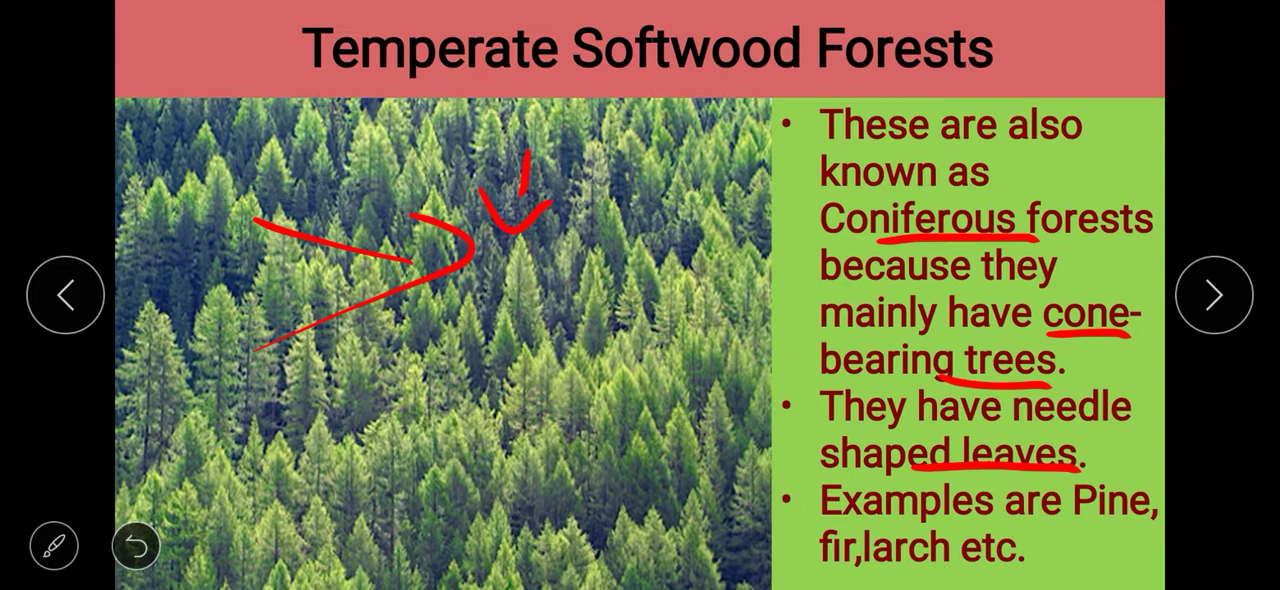 Temperate Softwood Forests
• These are also
known as
Coniferous forests
because they
mainly have cone-
bearing trees.
• They have needle
shaped leaves.
• Examples are Pine,
fir,larch etc.